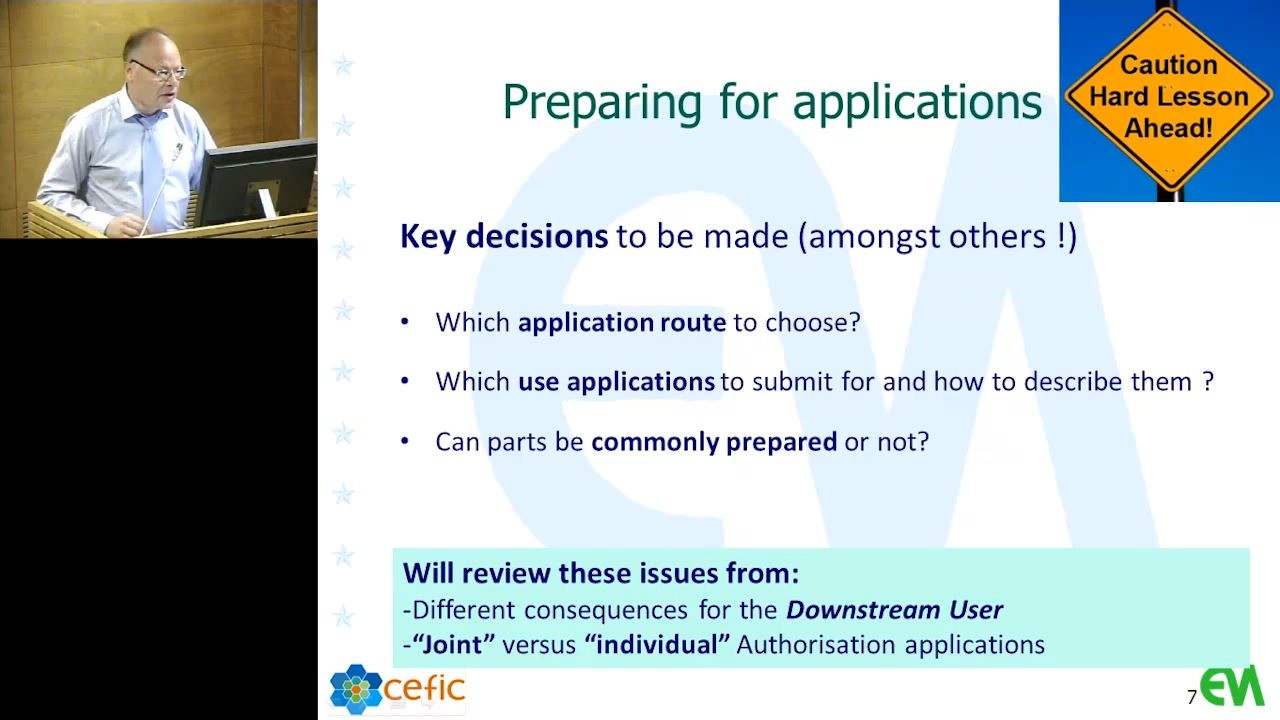 Preparing for applications
Caution
Hard Lesson
Ahead!
Key decisions to be made (amongst others !)
• Which application route to choose?
• Which use applications to submit for and how to describe them ?
• Can parts be commonly prepared or not?
Will review these issues from:
-Different consequences for the Downstream User
-“Joint” versus “individual” Authorisation applications
cefic
7
EM